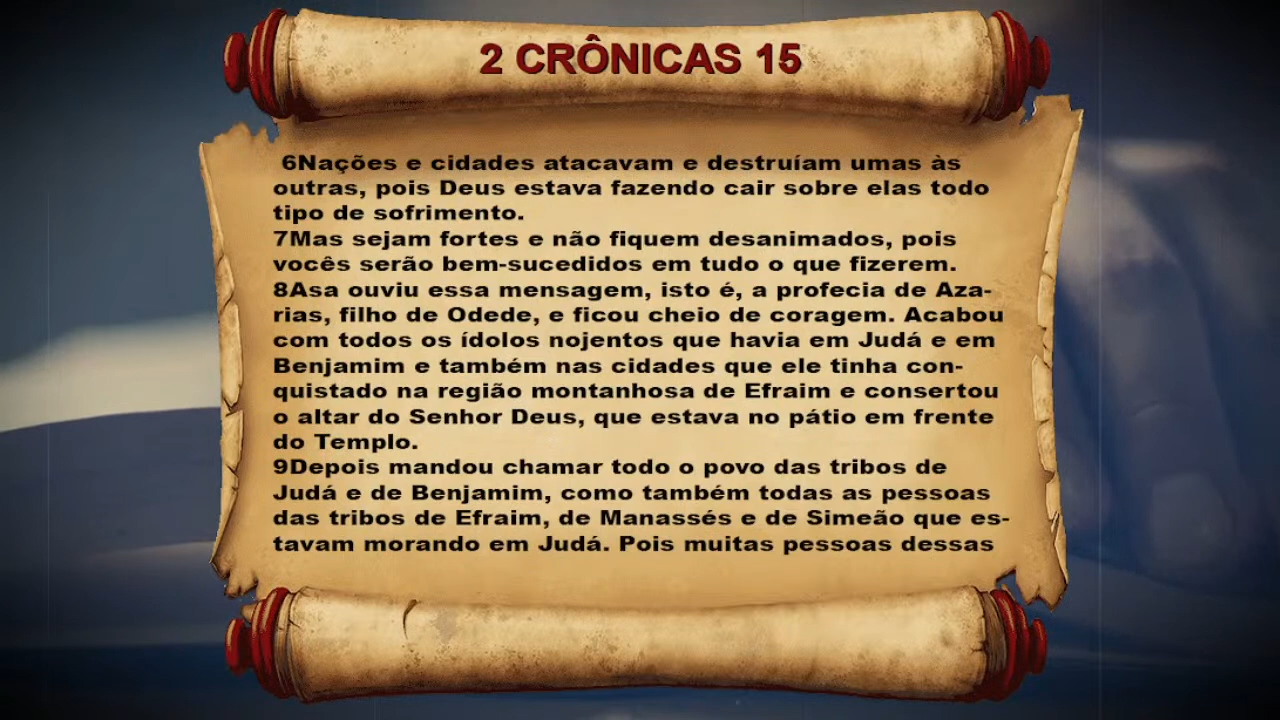 2 CRÔNICAS 15
6Nações e cidades atacavam e destruíam umas às
outras, pois Deus estava fazendo cair sobre elas todo
tipo de sofrimento.
7Mas sejam fortes e não fiquem desanimados, pois
vocês serão bem-sucedidos em tudo o que fizerem.
8Asa ouviu essa mensagem, isto é, a profecia de Aza-
rias, filho de Odede, e ficou cheio de coragem. Acabou
com todos os ídolos nojentos que havia em Judá e em
Benjamim e também nas cidades que ele tinha con-
quistado na região montanhosa de Efraim e consertou
o altar do Senhor Deus, que estava no pátio em frente
do Templo.
9Depois mandou chamar todo o povo das tribos de
Judá e de Benjamim, como também todas as pessoas
das tribos de Efraim, de Manassés e de Simeão que es-
tavam morando em Judá. Pois muitas pessoas dessas